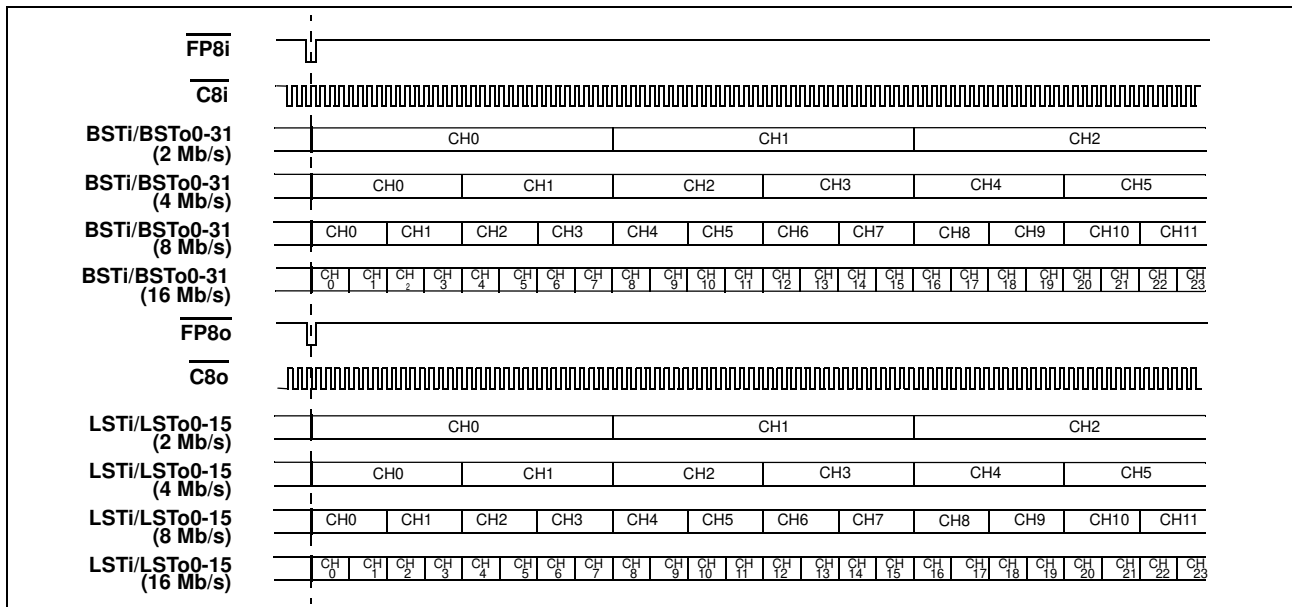 FP8i
C8i
BSTi/BSTo0-31
(2 Mb/s)
CH0 CH1 CH2
BSTi/BSTo0-31
(4 Mb/s)
CH0 CH1 CH2 CH3 CH4 CH5
BSTi/BSTo0-31
(8 Mb/s)
CH0 CH1 CH2 CH3 CH4 CH5 CH6 CH7 CH8 CH9 CH10 CH11
BSTi/BSTo0-31
(16 Mb/s)
CH CH CH CH CH CH CH CH CH CH CH CH CH CH CH CH CH CH CH CH CH CH CH CH
0 1 2 3 4 5 6 7 8 9 10 11 12 13 14 15 16 17 18 19 20 21 22 23
FP8o
C8o
LSTi/LSTo0-15
(2 Mb/s)
CH0 CH1 CH2
LSTi/LSTo0-15
(4 Mb/s)
CH0 CH1 CH2 CH3 CH4 CH5
LSTi/LSTo0-15
(8 Mb/s)
CH0 CH1 CH2 CH3 CH4 CH5 CH6 CH7 CH8 CH9 CH10 CH11
LSTi/LSTo0-15
(16 Mb/s)
CH CH CH CH CH CH CH CH CH CH CH CH CH CH CH CH CH CH CH CH CH CH CH CH
0 1 2 3 4 5 6 7 8 9 10 11 12 13 14 15 16 17 18 19 20 21 22 23